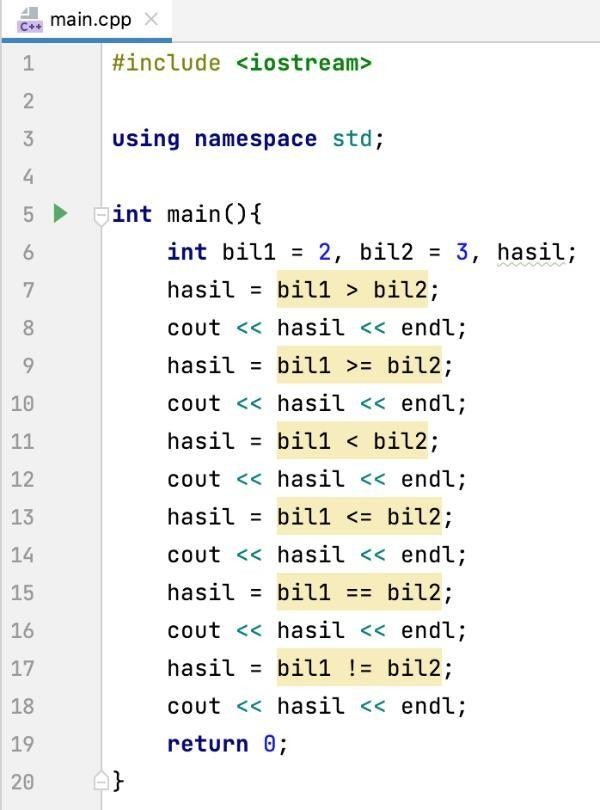 C++ main.cpp ×
1 #include <iostream>
2
3 using namespace std;
4
5 int main(){
6     int bil1 = 2, bil2 = 3, hasil;
7     hasil = bil1 > bil2;
8     cout << hasil << endl;
9     hasil = bil1 >= bil2;
10     cout << hasil << endl;
11     hasil = bil1 < bil2;
12     cout << hasil << endl;
13     hasil = bil1 <= bil2;
14     cout << hasil << endl;
15     hasil = bil1 == bil2;
16     cout << hasil << endl;
17     hasil = bil1 != bil2;
18     cout << hasil << endl;
19     return 0;
20 }